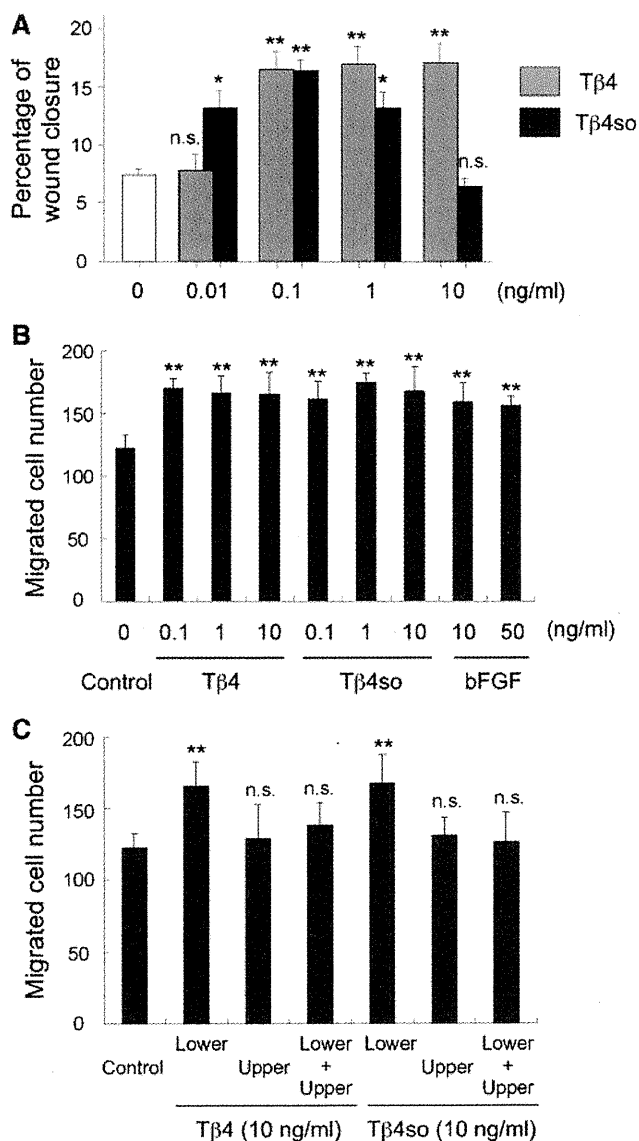 A
Percentage of
wound closure
20
15
10
5
0
n.s.
*
**
**
**
*
**
n.s.
Tβ4
Tβ4so
0 0.01 0.1 1 10 (ng/ml)
B
Migrated cell number
200
150
100
50
0
** ** ** ** ** ** ** **
0 0.1 1 10 0.1 1 10 10 50 (ng/ml)
Control Tβ4 Tβ4so bFGF
C
Migrated cell number
200
150
100
50
0
** n.s. n.s. ** n.s. n.s.
Control Lower Upper Lower + Upper Lower Upper Lower + Upper
Tβ4 (10 ng/ml) Tβ4so (10 ng/ml)